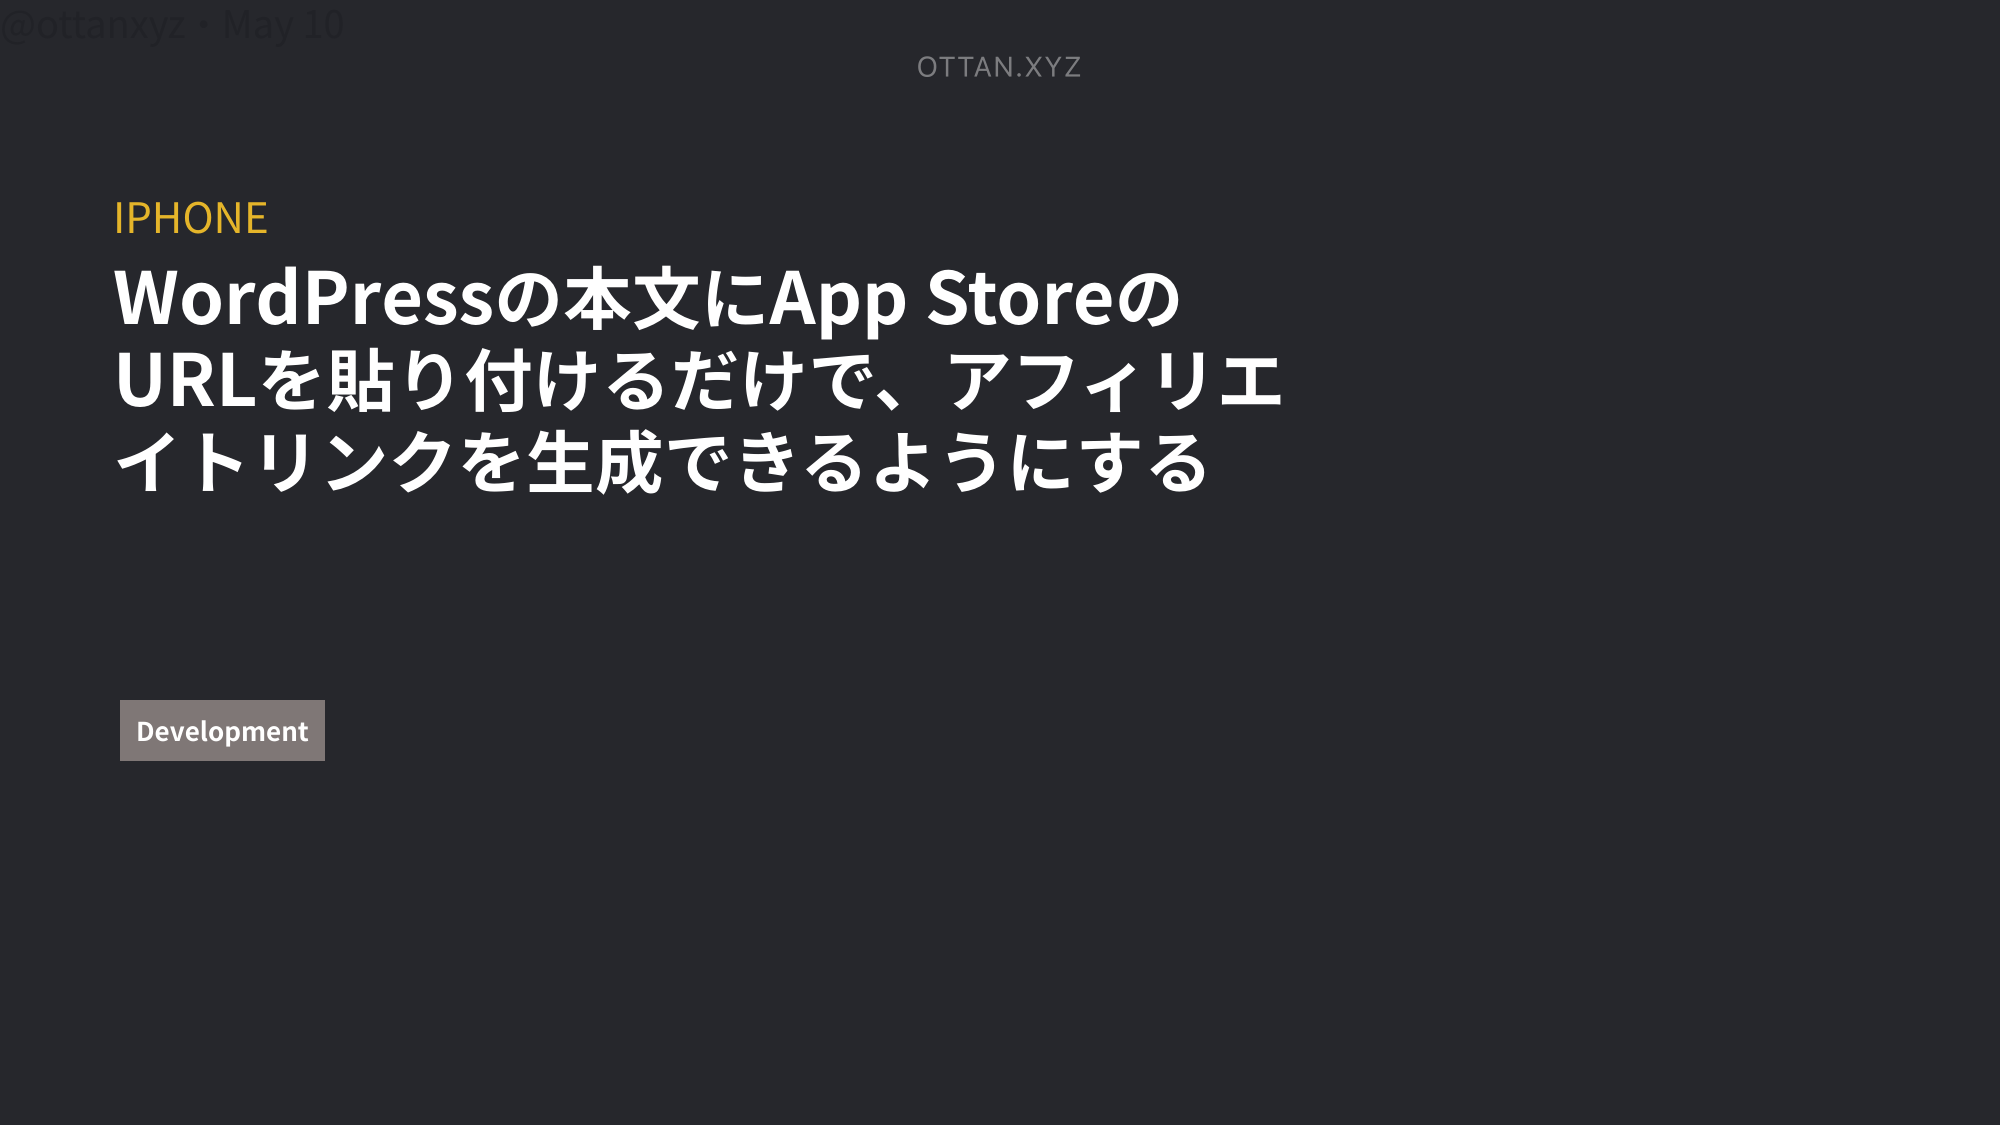 @ottanxyz・May 10
OTTAN.XYZ
IPHONE
WordPressの本文にApp Storeの
URLを貼り付けるだけで、アフィリエ
イトリンクを生成できるようにする
Development